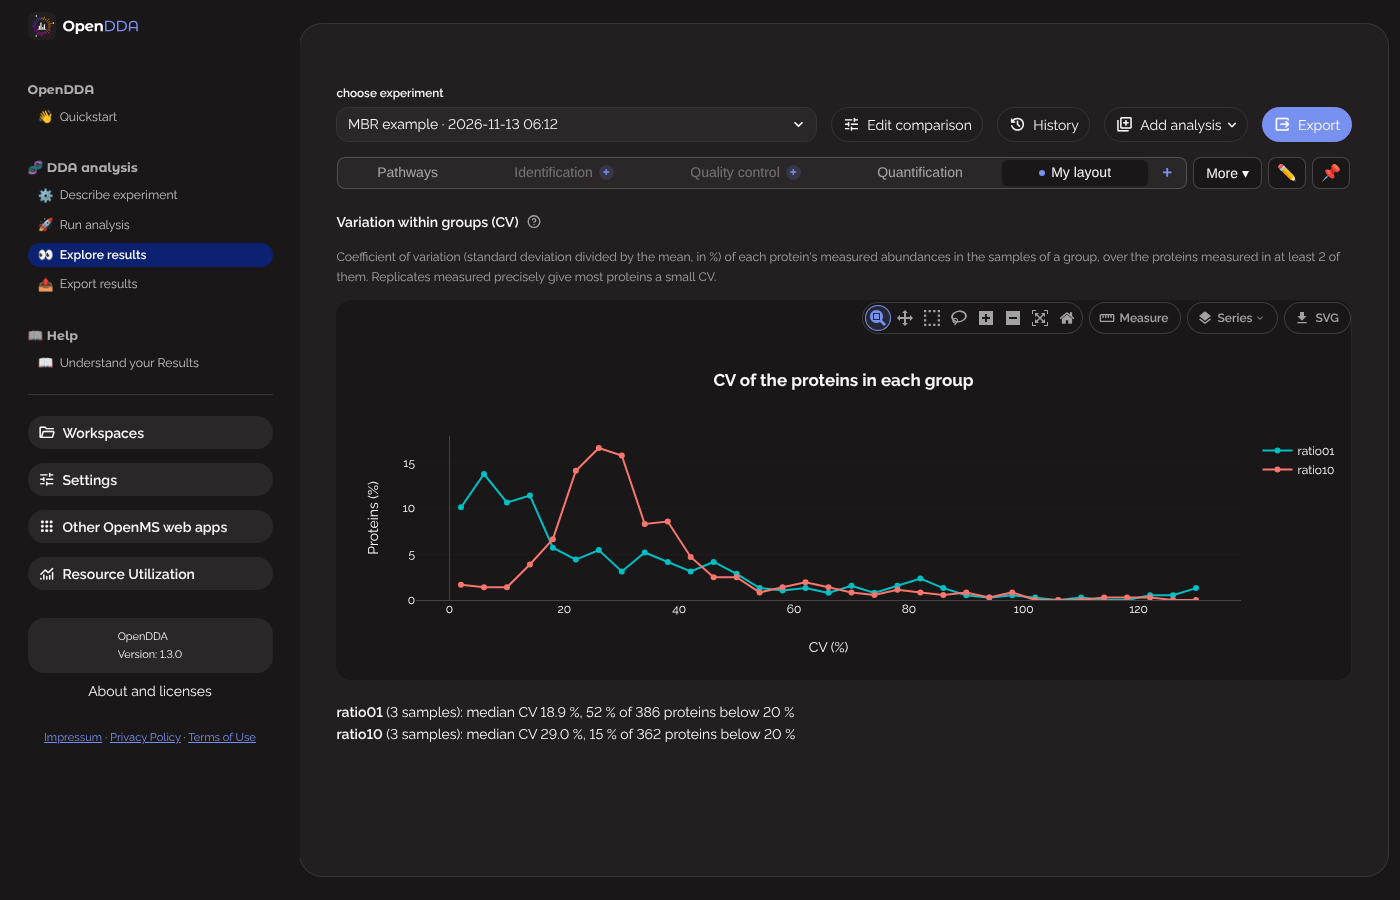 OpenDDA
OpenDDA
Quickstart
DDA analysis
Describe experiment
Run analysis
Explore results
Export results
Help
Understand your Results
Workspaces
Settings
Other OpenMS web apps
Resource Utilization
OpenDDA
Version: 1.3.0
About and licenses
Impressum · Privacy Policy · Terms of Use
choose experiment
MBR example · 2026-11-13 06:12
Edit comparison
History
Add analysis
Export
Pathways
Identification +
Quality control +
Quantification
• My layout
+
More ▾
Variation within groups (CV) ?
Coefficient of variation (standard deviation divided by the mean, in %) of each protein's measured abundances in the samples of a group, over the proteins measured in at least 2 of
them. Replicates measured precisely give most proteins a small CV.
Measure
Series
SVG
CV of the proteins in each group
Proteins (%)
15
10
5
0
0 20 40 60 80 100 120
CV (%)
ratio01
ratio10
ratio01 (3 samples): median CV 18.9 %, 52 % of 386 proteins below 20 %
ratio10 (3 samples): median CV 29.0 %, 15 % of 362 proteins below 20 %